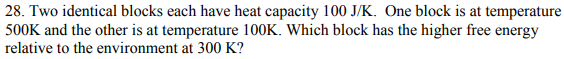 28. Two identical blocks each have heat capacity 100 J/K. One block is at temperature
500K and the other is at temperature 100K. Which block has the higher free energy
relative to the environment at 300 K?